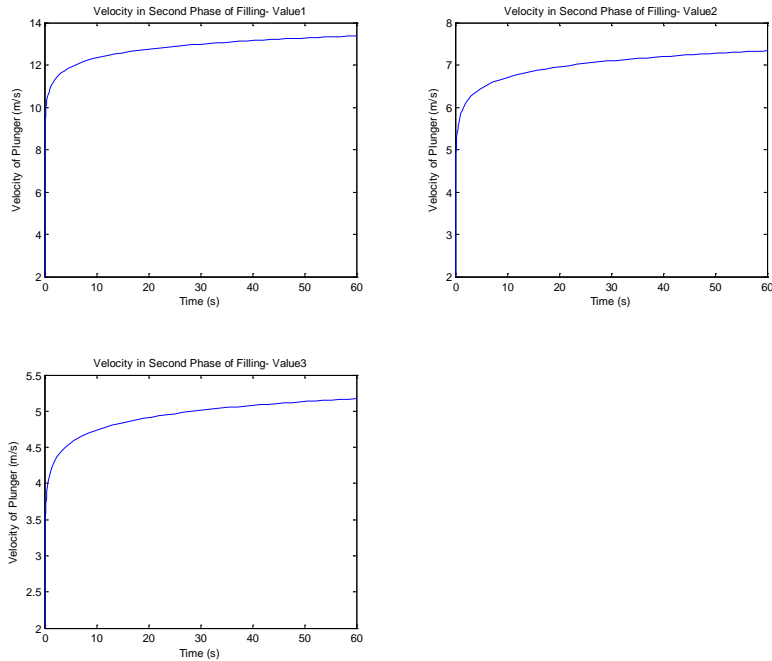 Velocity in Second Phase of Filling- Value1
14
12
10
8
6
4
2
0 10 20 30 40 50 60
Velocity of Plunger (m/s)
Time (s)
Velocity in Second Phase of Filling- Value2
8
7
6
5
4
3
2
0 10 20 30 40 50 60
Velocity of Plunger (m/s)
Time (s)
Velocity in Second Phase of Filling- Value3
5.5
5
4.5
4
3.5
3
2.5
2
0 10 20 30 40 50 60
Velocity of Plunger (m/s)
Time (s)